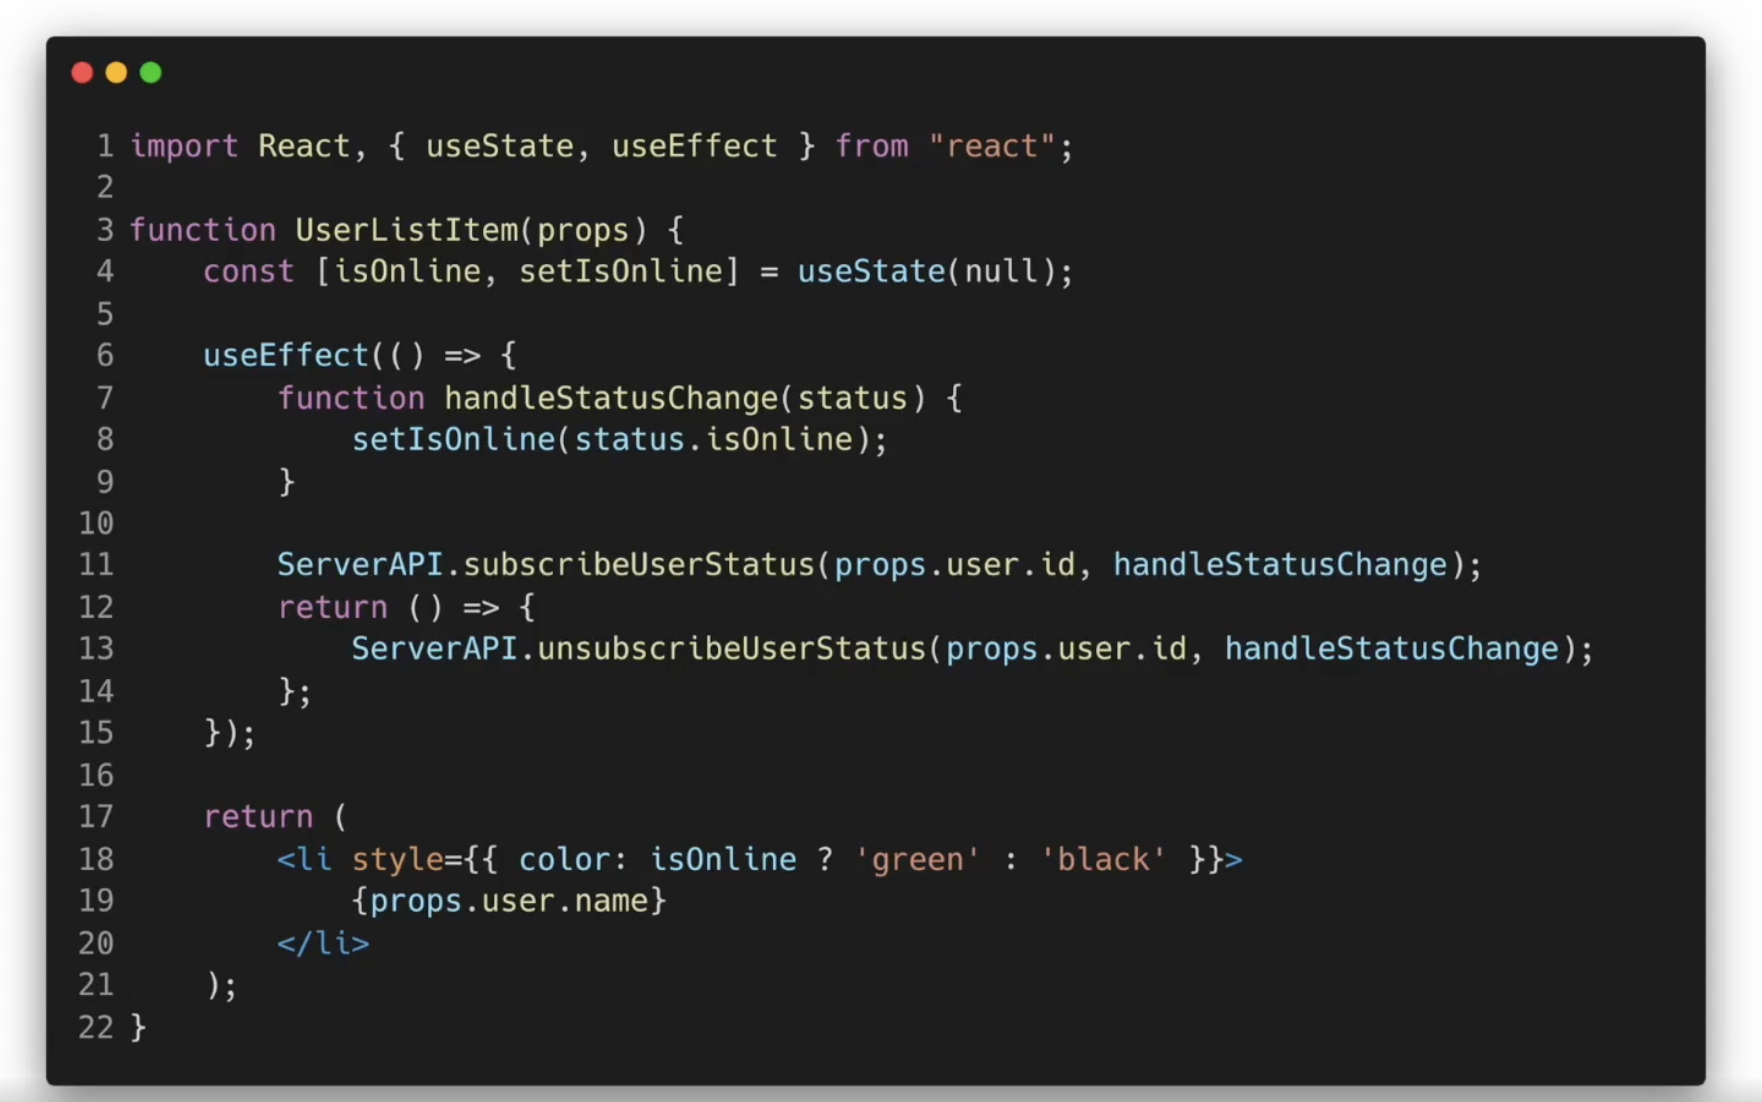 1 import React, { useState, useEffect } from "react";
2
3 function UserListItem(props) {
4     const [isOnline, setIsOnline] = useState(null);
5
6     useEffect(() => {
7         function handleStatusChange(status) {
8             setIsOnline(status.isOnline);
9         }
10
11         ServerAPI.subscribeUserStatus(props.user.id, handleStatusChange);
12         return () => {
13             ServerAPI.unsubscribeUserStatus(props.user.id, handleStatusChange);
14         };
15     });
16
17     return (
18         <li style={{ color: isOnline ? 'green' : 'black' }}>
19             {props.user.name}
20         </li>
21     );
22 }